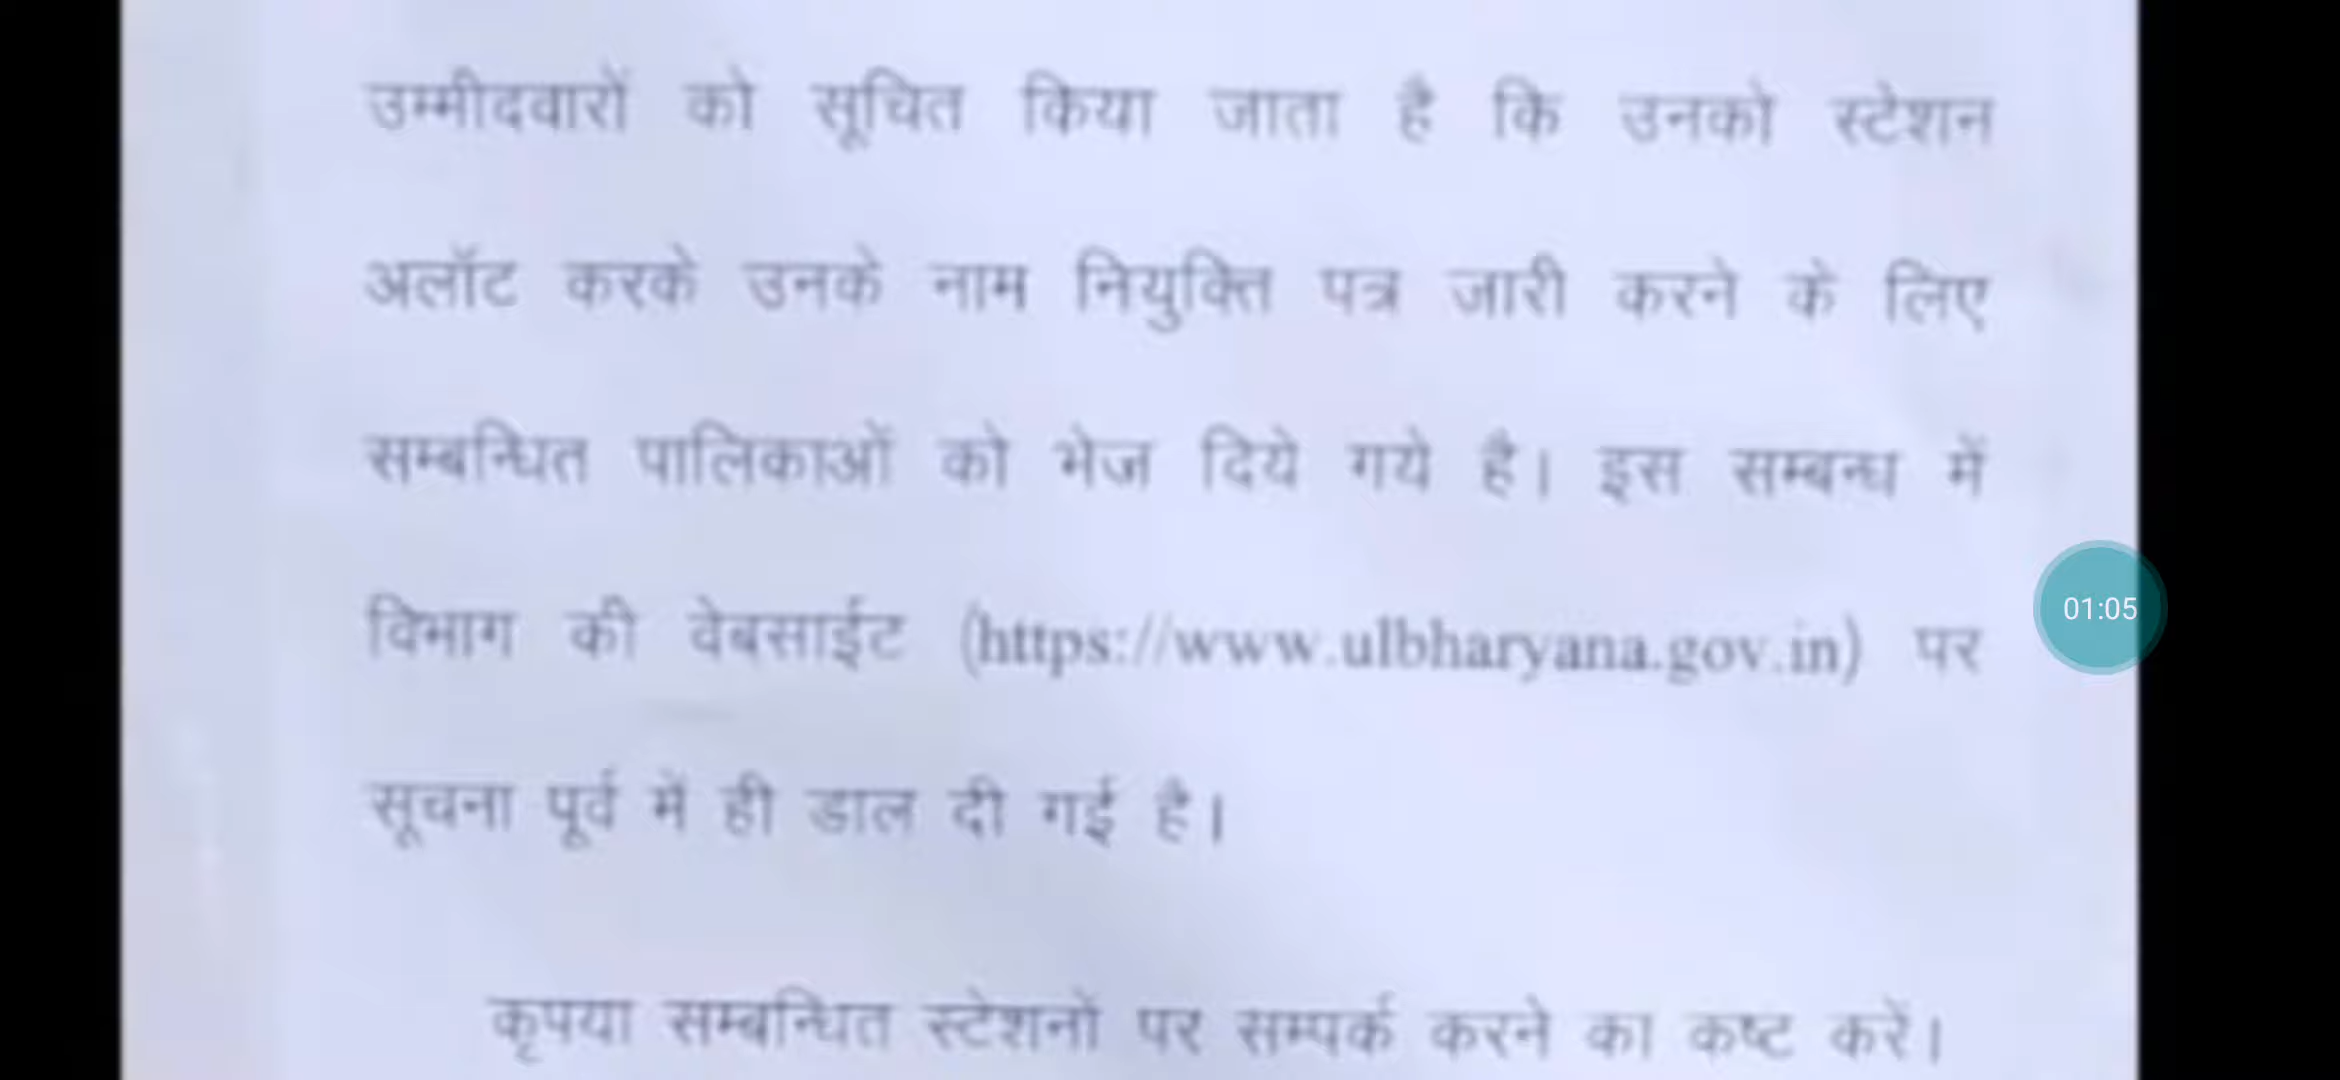 उम्मीदवारों को सूचित किया जाता है कि उनको स्टेशन
अलॉट करके उनके नाम नियुक्ति पत्र जारी करने के लिए
सम्बन्धित पालिकाओं को भेज दिये गये है। इस सम्बन्ध में
विभाग की वेबसाईट (https://www.ulbharyana.gov.in) पर
01:05
सूचना पूर्व में ही डाल दी गई है।
कृपया सम्बन्धित स्टेशनों पर सम्पर्क करने का कष्ट करें।